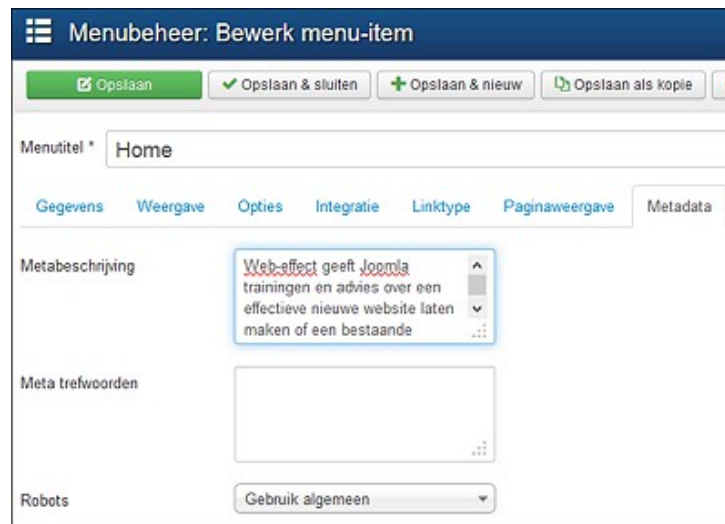 Menubeheer: Bewerk menu-item
Opslaan Opslaan & sluiten Opslaan & nieuw Opslaan als kopie
Menutitel * Home
Gegevens Weergave Opties Integratie Linktype Paginaweergave Metadata
Metabeschrijving
Web-effect geeft Joomla
trainingen en advies over een
effectieve nieuwe website laten
maken of een bestaande
Meta trefwoorden
Robots Gebruik algemeen